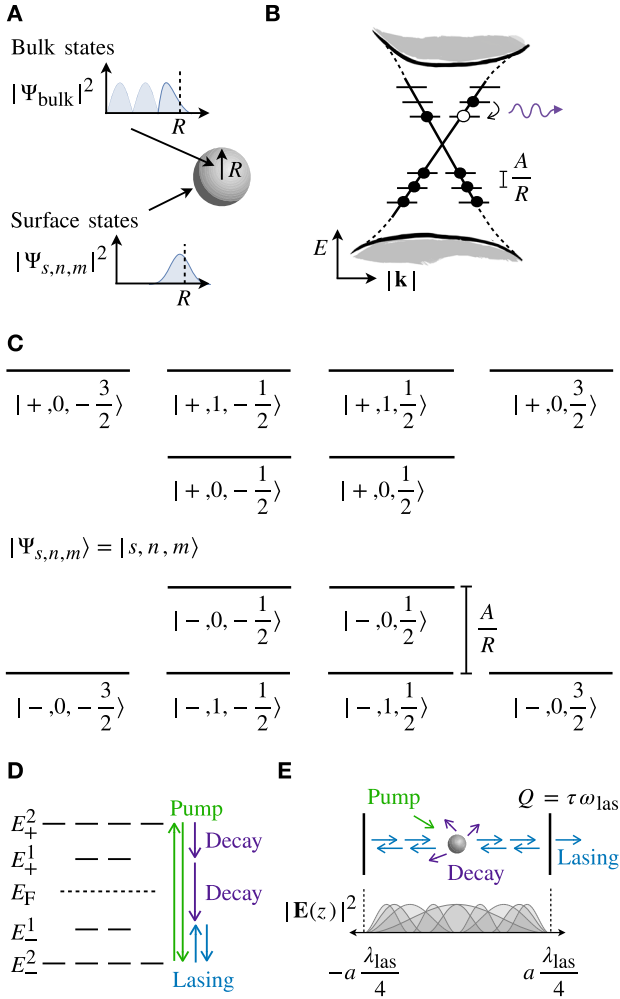 A
Bulk states
|Ψbulk|²
R
R
Surface states
|Ψs,n,m|²
R
B
A/R
E
|k|
C
|+,0,−3/2⟩ |+,1,−1/2⟩ |+,1,1/2⟩ |+,0,3/2⟩
|+,0,−1/2⟩ |+,0,1/2⟩
|Ψs,n,m⟩ = |s,n,m⟩
|−,0,−1/2⟩ |−,0,1/2⟩ A/R
|−,0,−3/2⟩ |−,1,−1/2⟩ |−,1,1/2⟩ |−,0,3/2⟩
D
Pump
E²₊
Decay
E¹₊
EF
Decay
E¹₋
E²₋
Lasing
E
Pump Q = τωlas
Lasing
Decay
|E(z)|²
−a λlas/4 a λlas/4